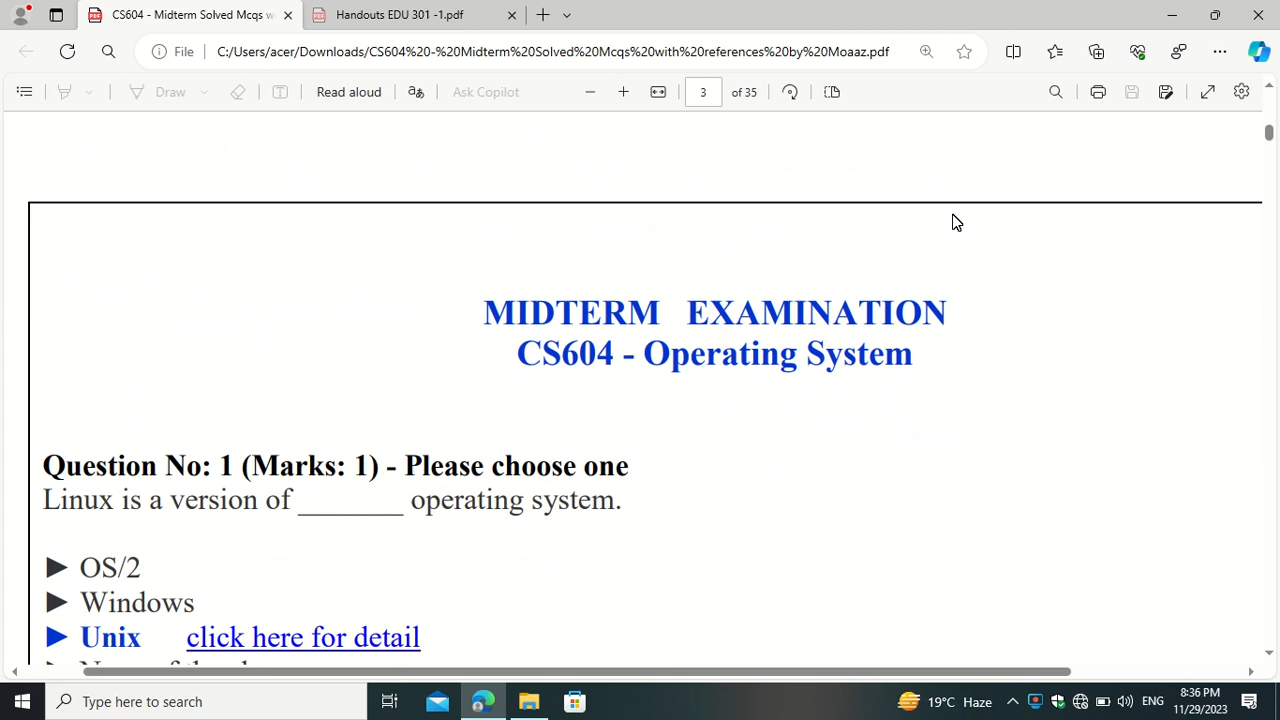 CS604 - Midterm Solved Mcqs w
Handouts EDU 301 -1.pdf
File
C:/Users/acer/Downloads/CS604%20-%20Midterm%20Solved%20Mcqs%20with%20references%20by%20Moaaz.pdf
Draw
Read aloud
aあ
Ask Copilot
3
of 35
MIDTERM EXAMINATION
CS604 - Operating System
Question No: 1 (Marks: 1) - Please choose one
Linux is a version of _______ operating system.
► OS/2
► Windows
► Unix click here for detail
Type here to search
19°C Haze
ENG
8:36 PM
11/29/2023